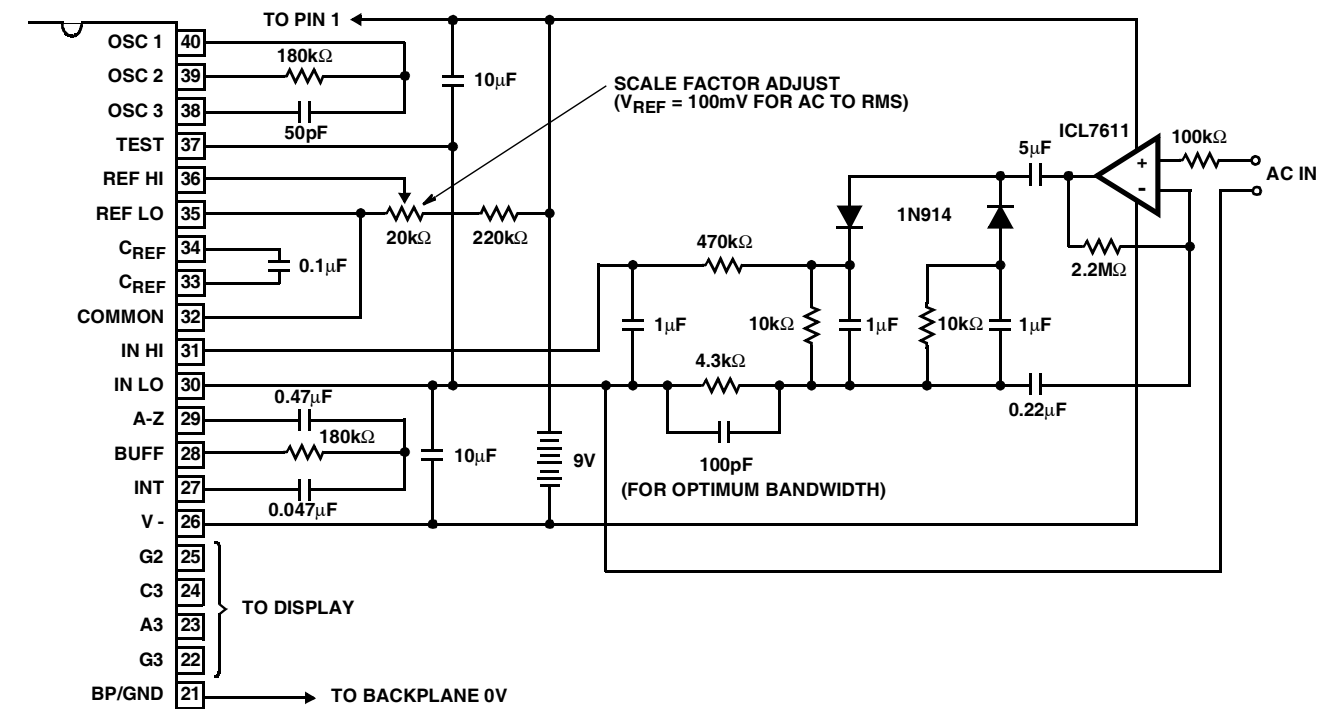 TO PIN 1
OSC 1 40
180kΩ
OSC 2 39
10µF
SCALE FACTOR ADJUST
(VREF = 100mV FOR AC TO RMS)
OSC 3 38
50pF
TEST 37
ICL7611
100kΩ
5µF
+
-
AC IN
REF HI 36
REF LO 35
20kΩ
220kΩ
1N914
470kΩ
2.2MΩ
CREF 34
0.1µF
CREF 33
COMMON 32
1µF
10kΩ
1µF
10kΩ
1µF
IN HI 31
4.3kΩ
IN LO 30
0.47µF
0.22µF
A-Z 29
180kΩ
BUFF 28
10µF
9V
100pF
INT 27
(FOR OPTIMUM BANDWIDTH)
0.047µF
V - 26
G2 25
C3 24
TO DISPLAY
A3 23
G3 22
BP/GND 21
TO BACKPLANE 0V